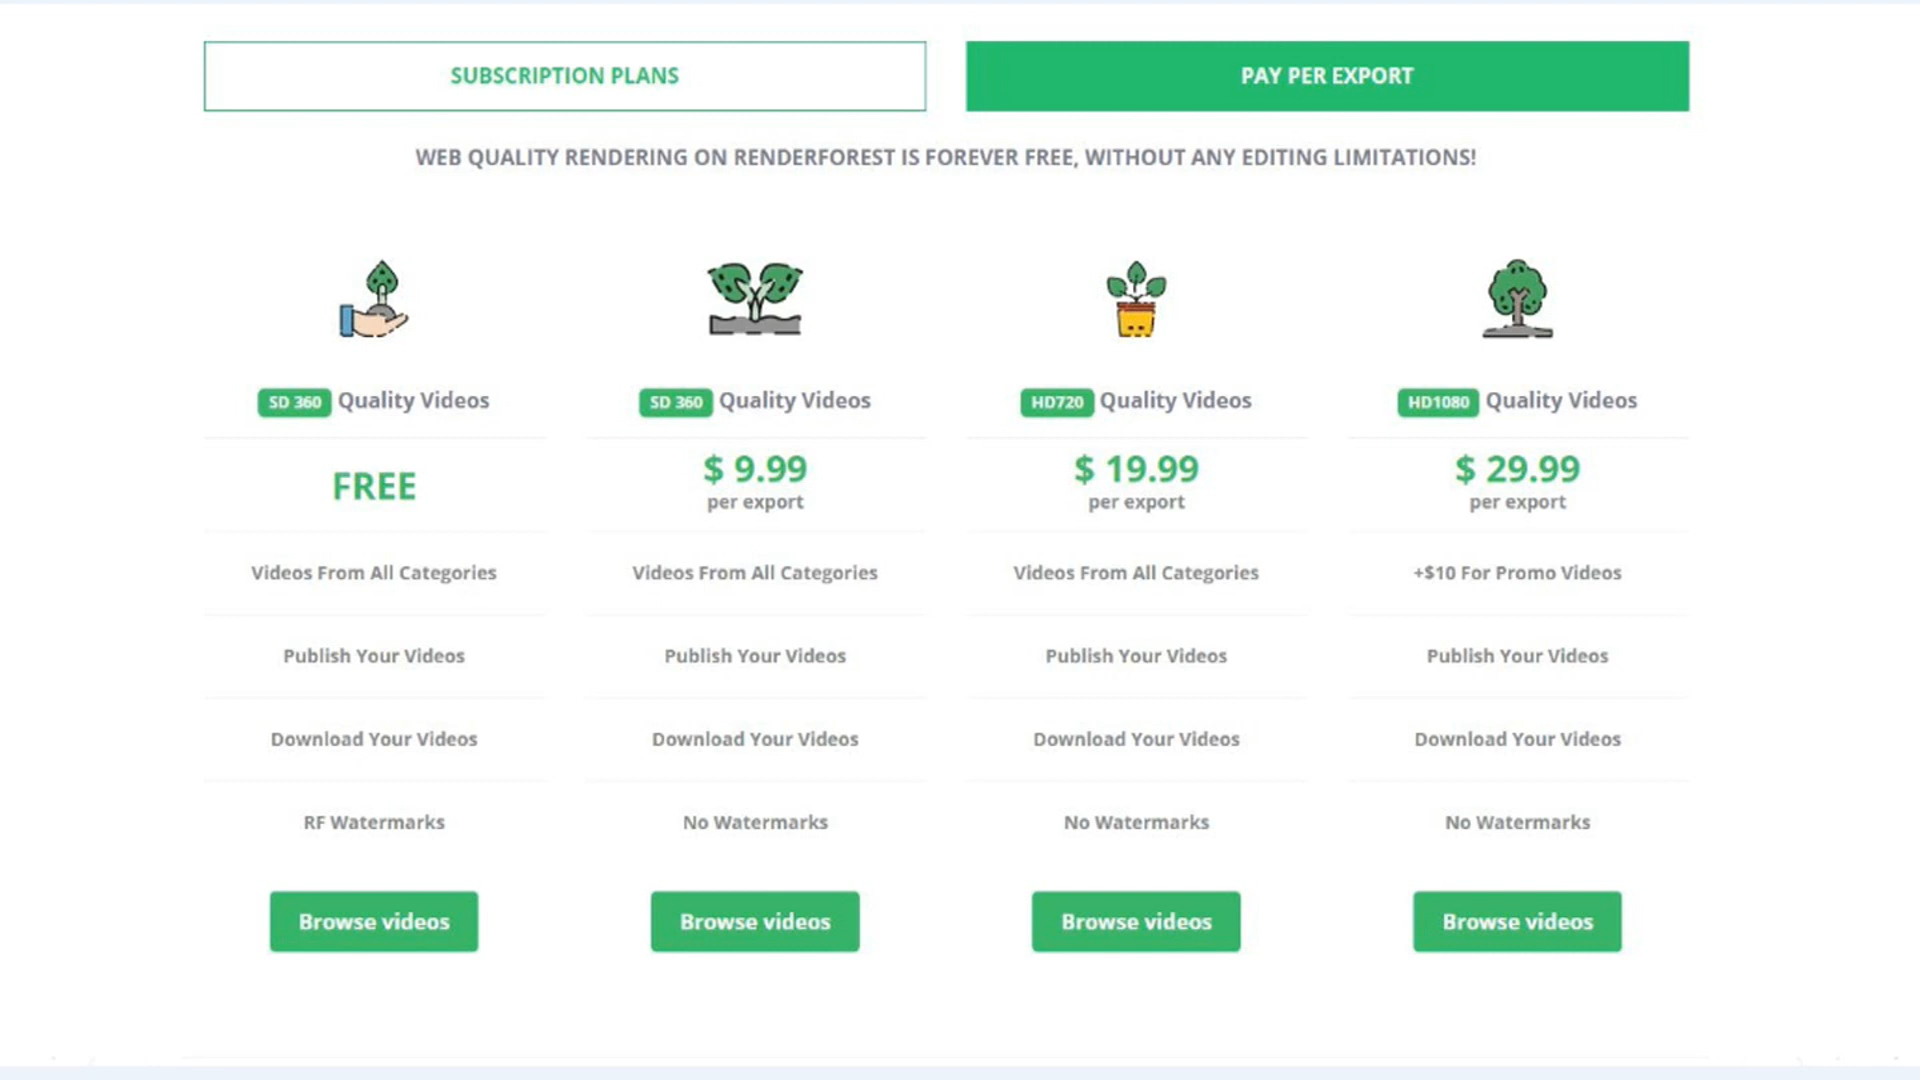 SUBSCRIPTION PLANS
PAY PER EXPORT
WEB QUALITY RENDERING ON RENDERFOREST IS FOREVER FREE, WITHOUT ANY EDITING LIMITATIONS!
SD 360 Quality Videos
FREE
Videos From All Categories
Publish Your Videos
Download Your Videos
RF Watermarks
Browse videos
SD 360 Quality Videos
$ 9.99
per export
Videos From All Categories
Publish Your Videos
Download Your Videos
No Watermarks
Browse videos
HD720 Quality Videos
$ 19.99
per export
Videos From All Categories
Publish Your Videos
Download Your Videos
No Watermarks
Browse videos
HD1080 Quality Videos
$ 29.99
per export
+$10 For Promo Videos
Publish Your Videos
Download Your Videos
No Watermarks
Browse videos